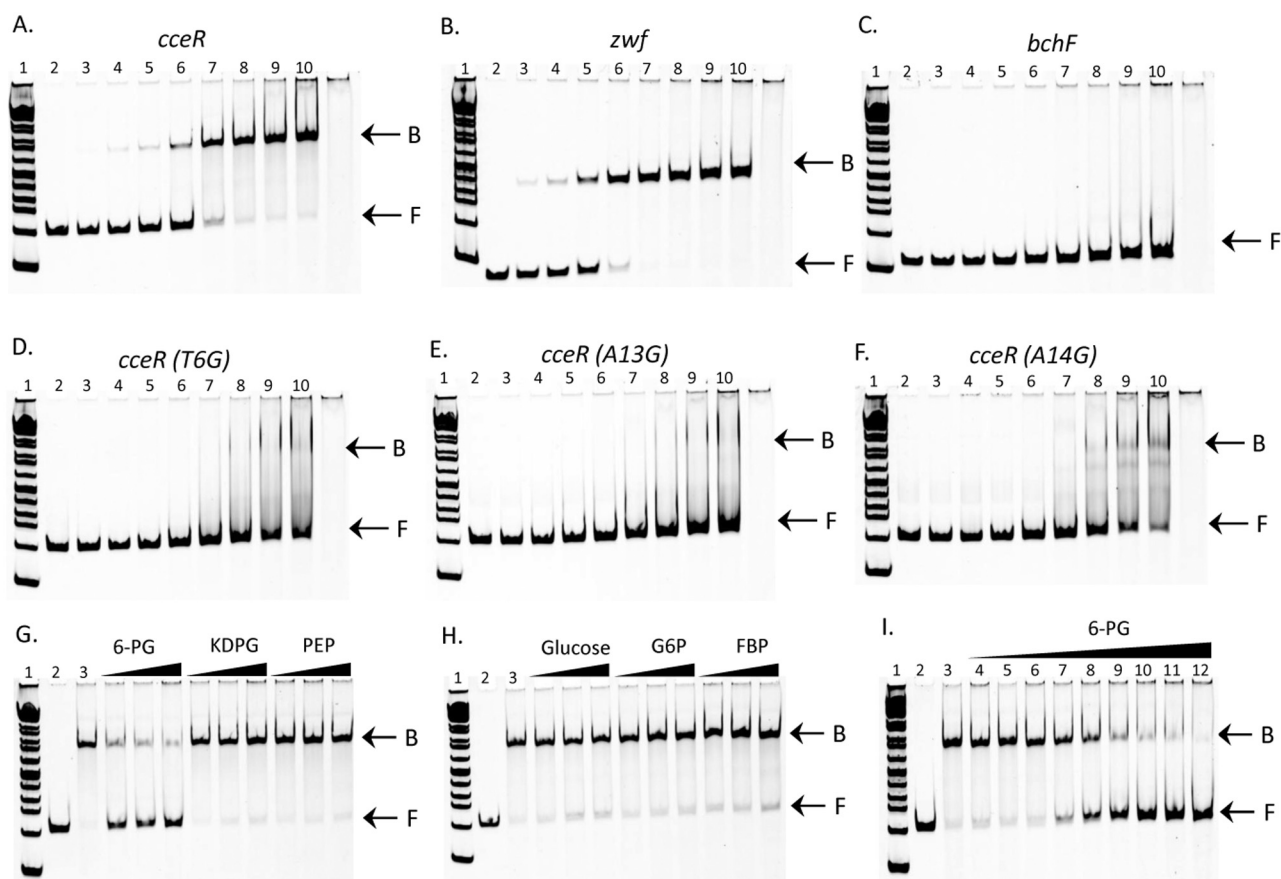 A.
cceR
1 2 3 4 5 6 7 8 9 10
B
F
B.
zwf
1 2 3 4 5 6 7 8 9 10
B
F
C.
bchF
1 2 3 4 5 6 7 8 9 10
F
D.
cceR (T6G)
1 2 3 4 5 6 7 8 9 10
B
F
E.
cceR (A13G)
1 2 3 4 5 6 7 8 9 10
B
F
F.
cceR (A14G)
1 2 3 4 5 6 7 8 9 10
B
F
G.
6-PG KDPG PEP
1 2 3
B
F
H.
Glucose G6P FBP
1 2 3
B
F
I.
6-PG
1 2 3 4 5 6 7 8 9 10 11 12
B
F